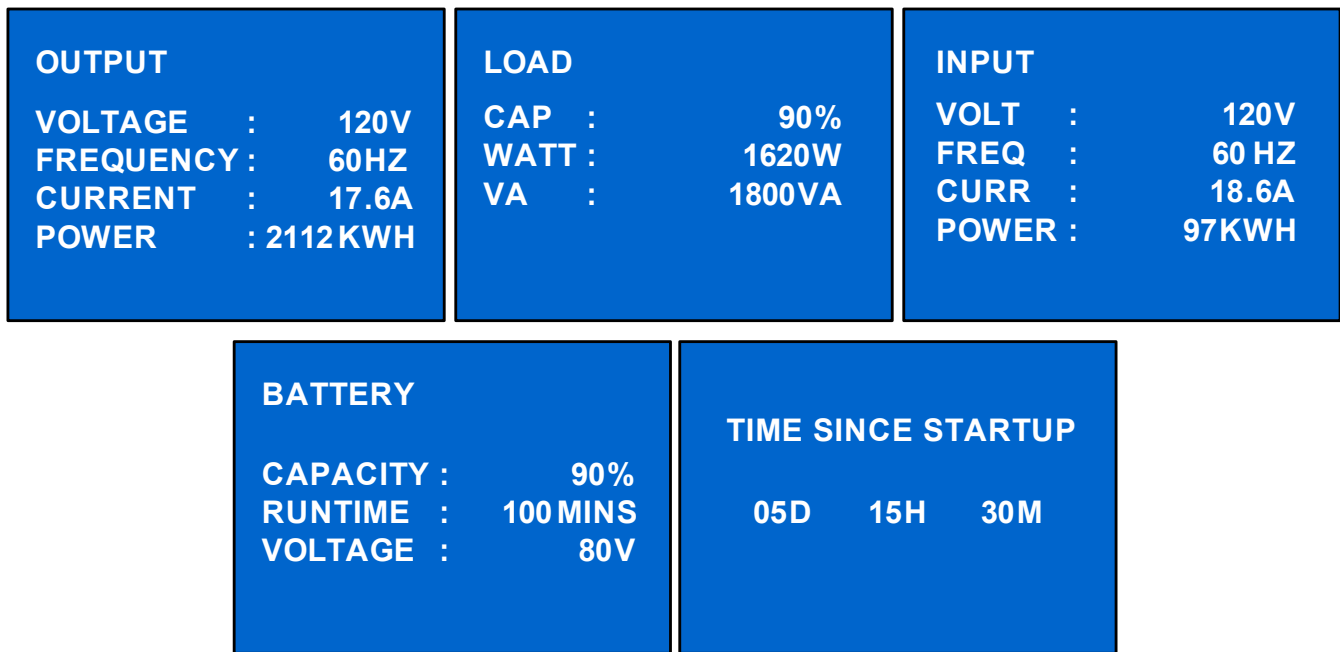 OUTPUT
VOLTAGE : 120V
FREQUENCY : 60HZ
CURRENT : 17.6A
POWER : 2112 KWH
LOAD
CAP : 90%
WATT : 1620W
VA : 1800VA
INPUT
VOLT : 120V
FREQ : 60 HZ
CURR : 18.6A
POWER : 97KWH
BATTERY
CAPACITY : 90%
RUNTIME : 100 MINS
VOLTAGE : 80V
TIME SINCE STARTUP
05D 15H 30M